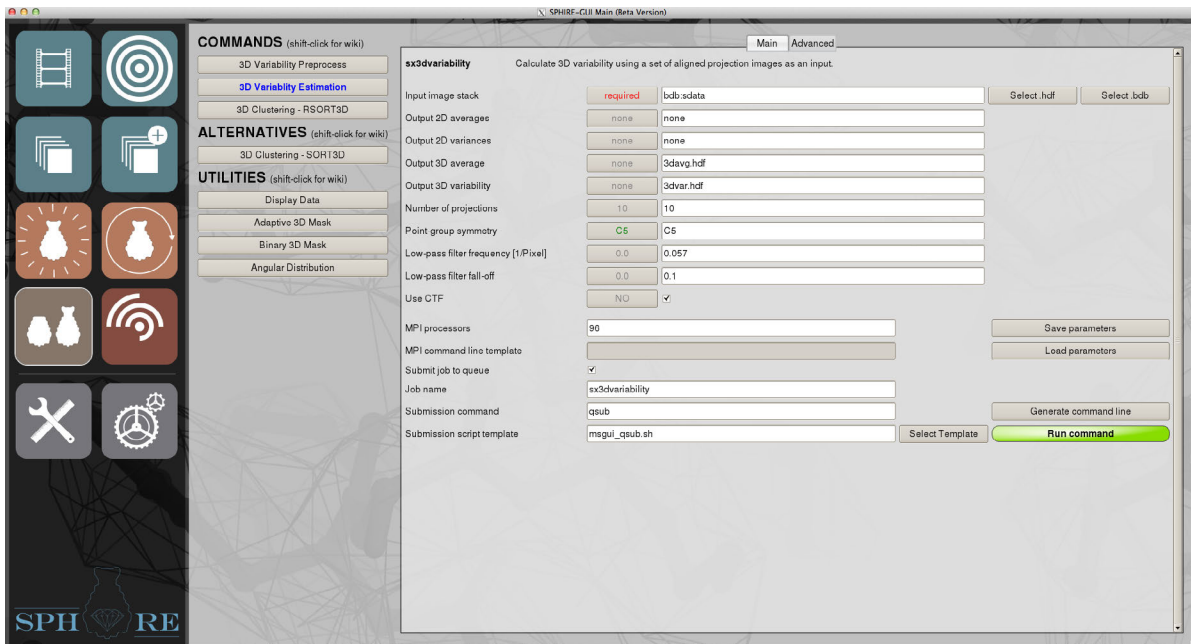 SPHIRE-GUI Main (Beta Version)
COMMANDS (shift-click for wiki)
3D Variability Preprocess
3D Variablity Estimation
3D Clustering - RSORT3D
ALTERNATIVES (shift-click for wiki)
3D Clustering - SORT3D
UTILITIES (shift-click for wiki)
Display Data
Adaptive 3D Mask
Binary 3D Mask
Angular Distribution
SPH RE
Main Advanced
sx3dvariability Calculate 3D variability using a set of aligned projection images as an input.
Input image stack required bdb:sdata Select .hdf Select .bdb
Output 2D averages none none
Output 2D variances none none
Output 3D average none 3davg.hdf
Output 3D variability none 3dvar.hdf
Number of projections 10 10
Point group symmetry C5 C5
Low-pass filter frequency [1/Pixel] 0.0 0.057
Low-pass filter fall-off 0.0 0.1
Use CTF NO
MPI processors 96 Save parameters
MPI command line template Load parameters
Submit job to queue
Job name sx3dvariability
Submission command qsub Generate command line
Submission script template msgui_qsub.sh Select Template Run command